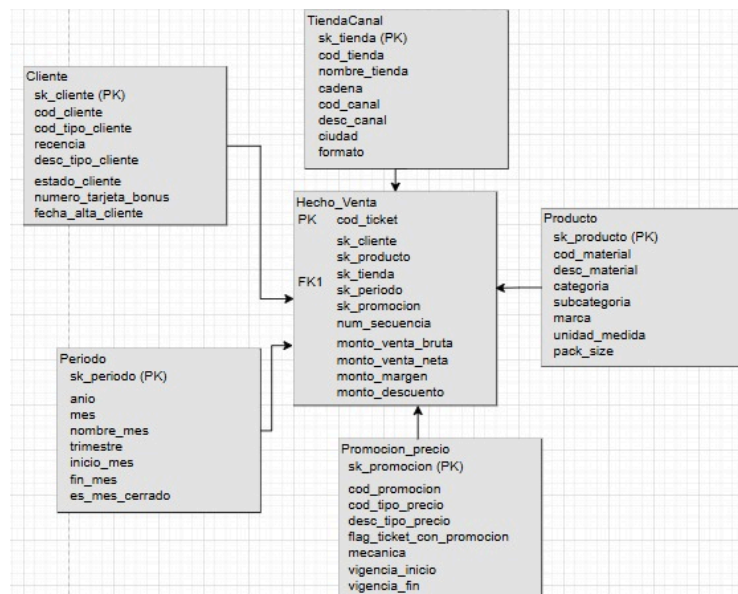 TiendaCanal
sk_tienda (PK)
cod_tienda
nombre_tienda
cadena
cod_canal
desc_canal
ciudad
formato
Cliente
sk_cliente (PK)
cod_cliente
cod_tipo_cliente
recencia
desc_tipo_cliente
estado_cliente
numero_tarjeta_bonus
fecha_alta_cliente
Hecho_Venta
PK cod_ticket
sk_cliente
sk_producto
sk_tienda
FK1
sk_periodo
sk_promocion
num_secuencia
monto_venta_bruta
monto_venta_neta
monto_margen
monto_descuento
Producto
sk_producto (PK)
cod_material
desc_material
categoria
subcategoria
marca
unidad_medida
pack_size
Periodo
sk_periodo (PK)
anio
mes
nombre_mes
trimestre
inicio_mes
fin_mes
es_mes_cerrado
Promocion_precio
sk_promocion (PK)
cod_promocion
cod_tipo_precio
desc_tipo_precio
flag_ticket_con_promocion
mecanica
vigencia_inicio
vigencia_fin